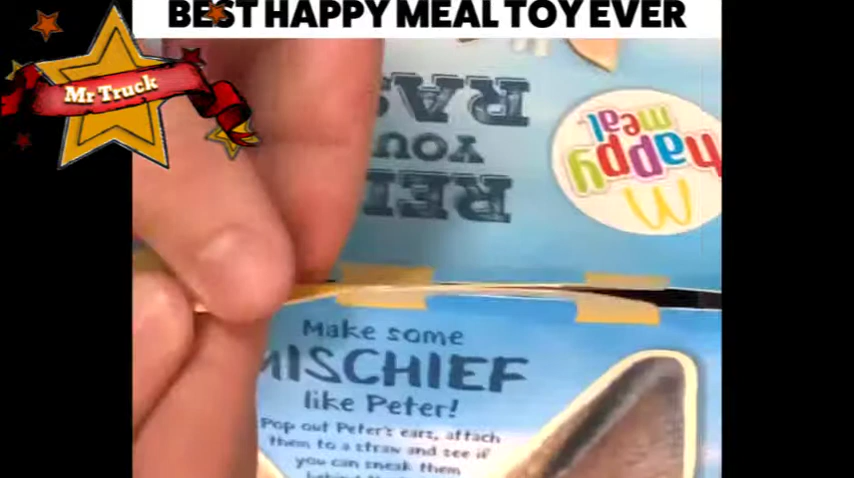 BEST HAPPY MEAL TOY EVER
Mr Truck
YOU
happy
meal
Make some
MISCHIEF
like Peter!
Pop out Peter's ears, attach
them to a straw and see if
you can sneak them